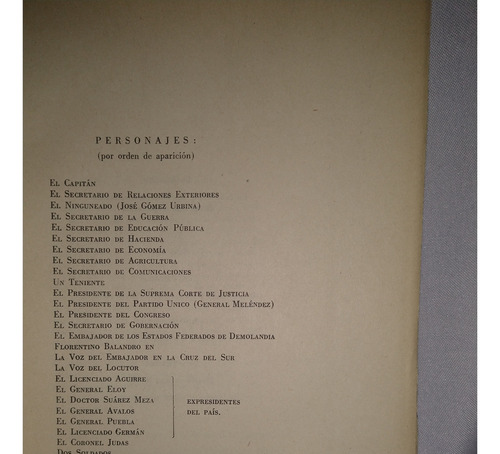 PERSONAJES:
(por orden de aparición)
EL CAPITÁN
EL SECRETARIO DE RELACIONES EXTERIORES
EL NINGUNEADO (JOSÉ GÓMEZ URBINA)
EL SECRETARIO DE LA GUERRA
EL SECRETARIO DE EDUCACIÓN PÚBLICA
EL SECRETARIO DE HACIENDA
EL SECRETARIO DE ECONOMÍA
EL SECRETARIO DE AGRICULTURA
EL SECRETARIO DE COMUNICACIONES
UN TENIENTE
EL PRESIDENTE DE LA SUPREMA CORTE DE JUSTICIA
EL PRESIDENTE DEL PARTIDO UNICO (GENERAL MELÉNDEZ)
EL PRESIDENTE DEL CONGRESO
EL SECRETARIO DE GOBERNACIÓN
EL EMBAJADOR DE LOS ESTADOS FEDERADOS DE DEMOLANDIA
FLORENTINO BALANDRO EN
LA VOZ DEL EMBAJADOR EN LA CRUZ DEL SUR
LA VOZ DEL LOCUTOR
EL LICENCIADO AGUIRRE
EL GENERAL ELOY
EL DOCTOR SUÁREZ MEZA
EL GENERAL AVALOS
EL GENERAL PUEBLA
EL LICENCIADO GERMÁN
EXPRESIDENTES
DEL PAÍS.
EL CORONEL JUDAS
DOS SOLDADOS